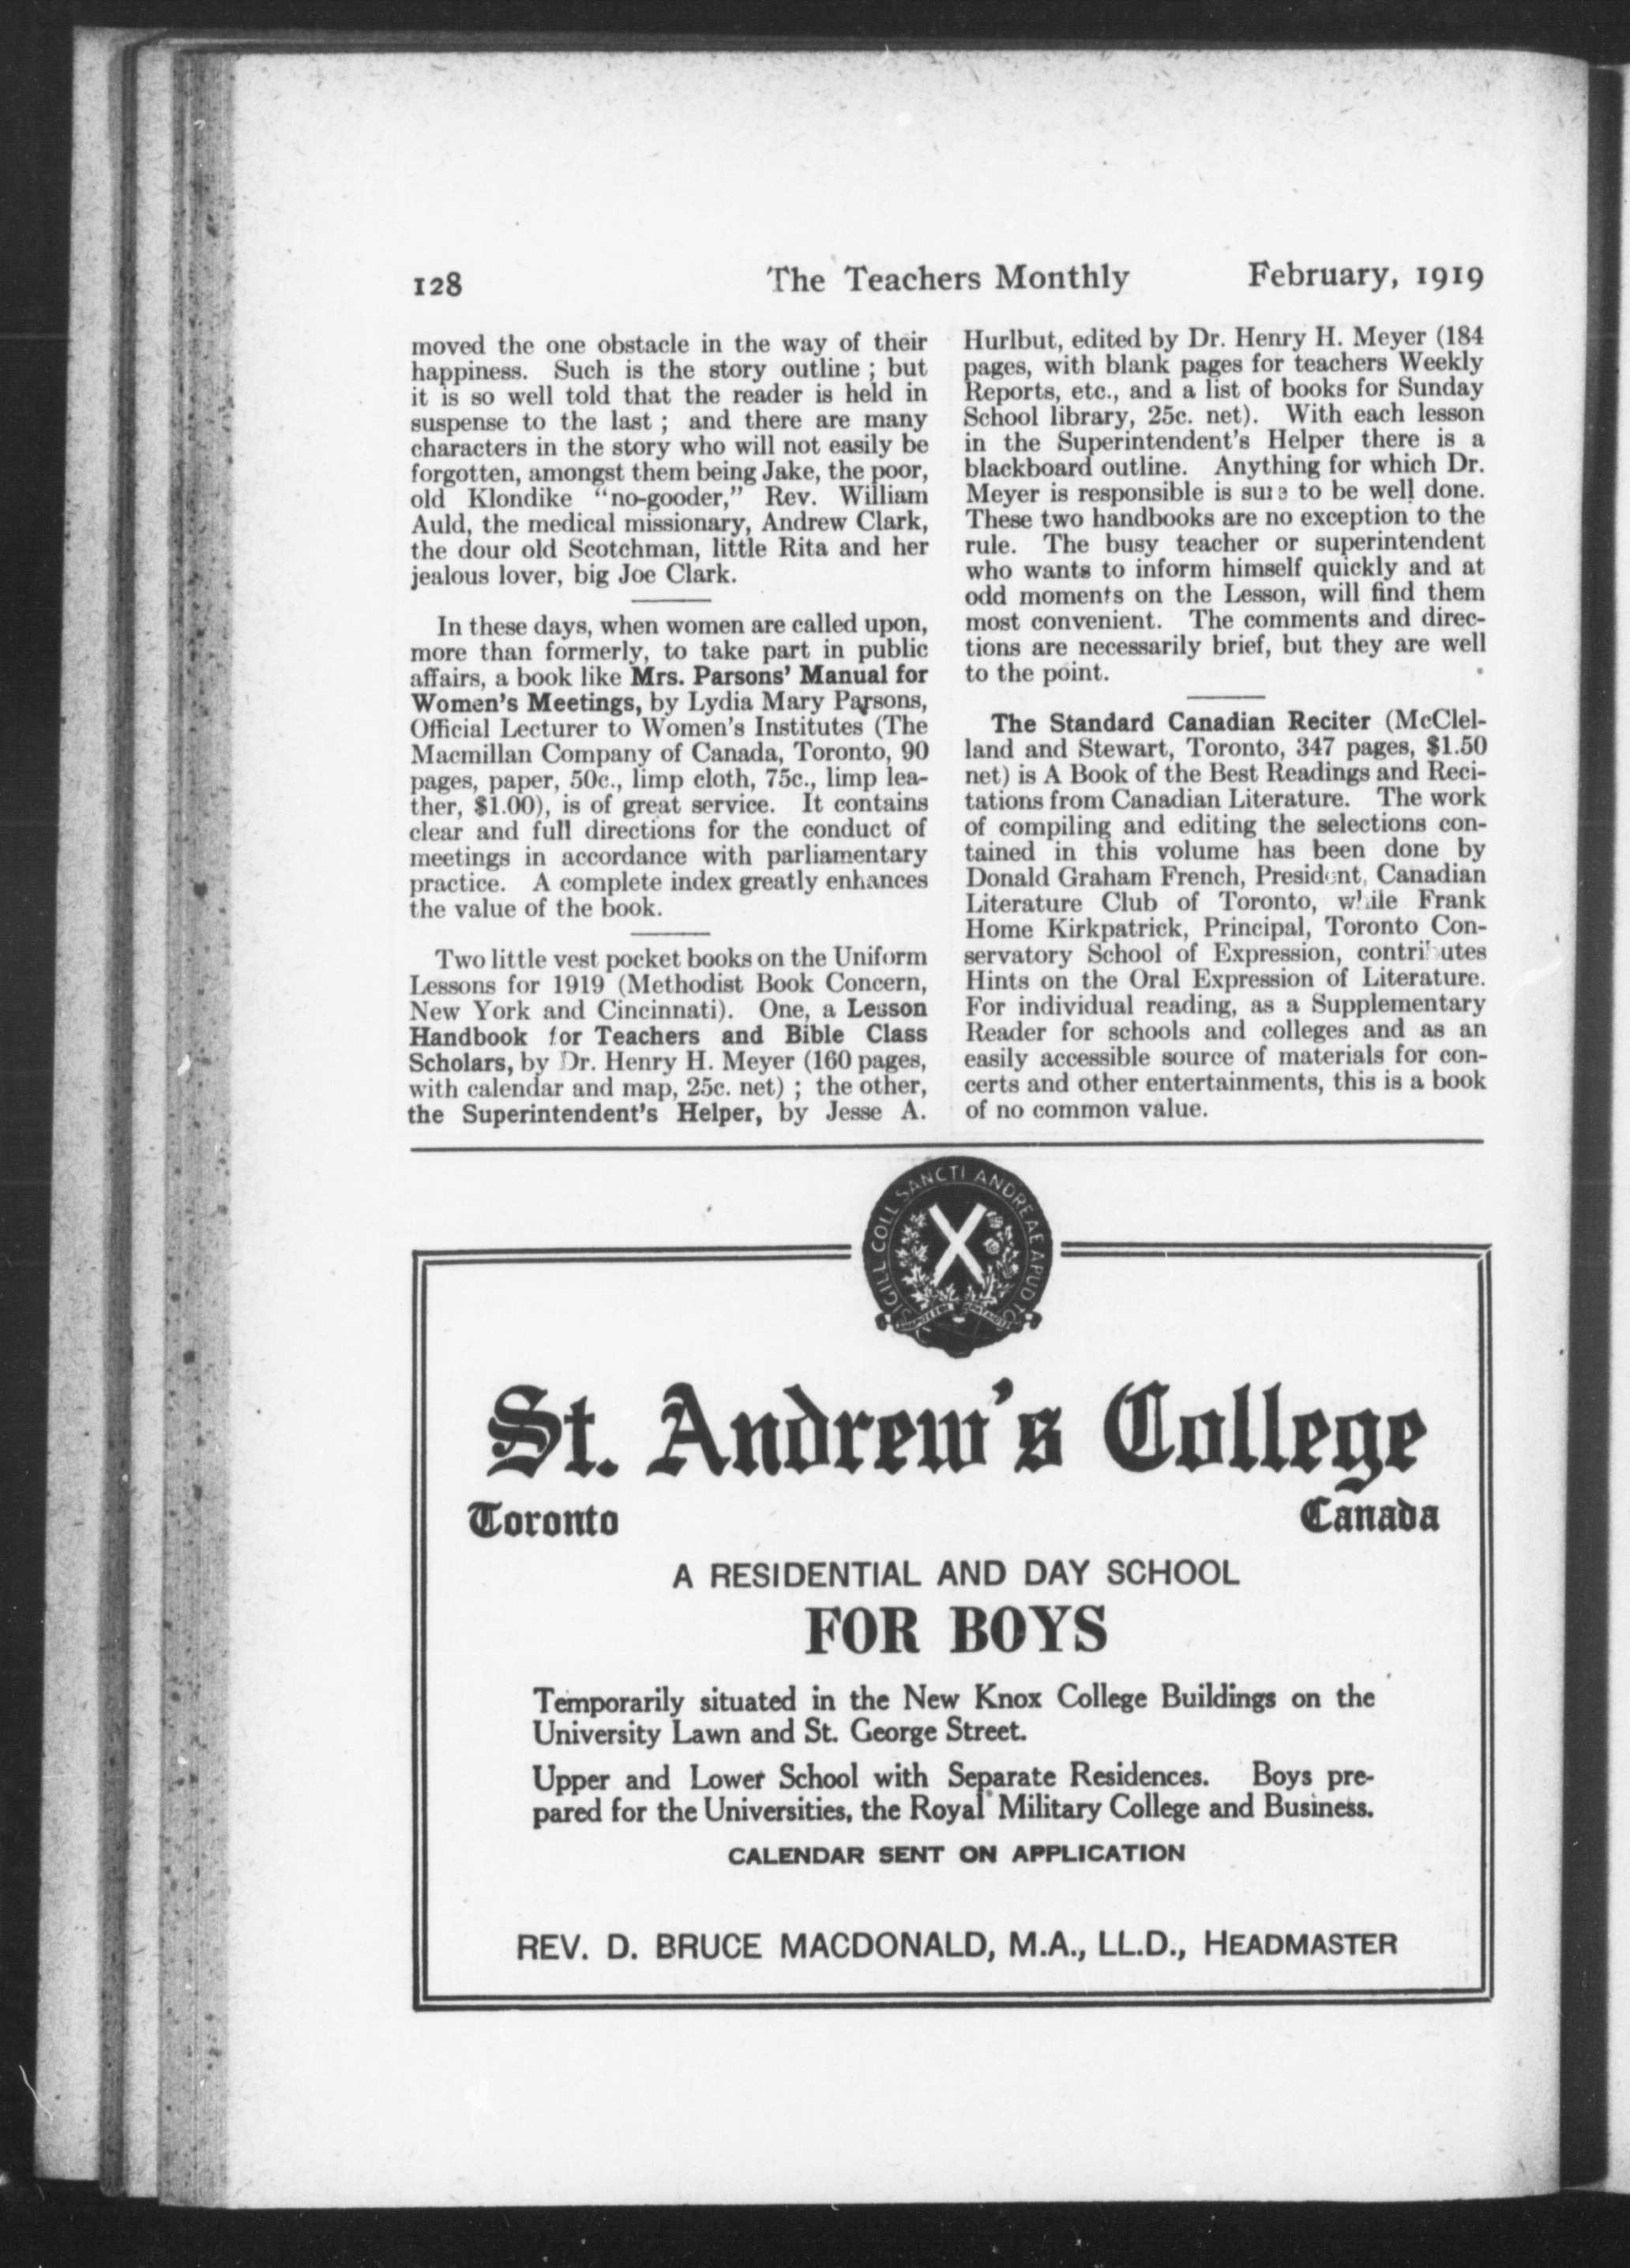 128 The Teachers Monthly February, 1919
moved the one obstacle in the way of their
happiness. Such is the story outline ; but
it is so well told that the reader is held in
suspense to the last ; and there are many
characters in the story who will not easily be
forgotten, amongst them being Jake, the poor,
old Klondike "no-gooder," Rev. William
Auld, the medical missionary, Andrew Clark,
the dour old Scotchman, little Rita and her
jealous lover, big Joe Clark.
In these days, when women are called upon,
more than formerly, to take part in public
affairs, a book like Mrs. Parsons' Manual for
Women's Meetings, by Lydia Mary Parsons,
Official Lecturer to Women's Institutes (The
Macmillan Company of Canada, Toronto, 90
pages, paper, 50c., limp cloth, 75c., limp lea-
ther, $1.00), is of great service. It contains
clear and full directions for the conduct of
meetings in accordance with parliamentary
practice. A complete index greatly enhances
the value of the book.
Two little vest pocket books on the Uniform
Lessons for 1919 (Methodist Book Concern,
New York and Cincinnati). One, a Lesson
Handbook for Teachers and Bible Class
Scholars, by Dr. Henry H. Meyer (160 pages,
with calendar and map, 25c. net) ; the other,
the Superintendent's Helper, by Jesse A.
Hurlbut, edited by Dr. Henry H. Meyer (184
pages, with blank pages for teachers Weekly
Reports, etc., and a list of books for Sunday
School library, 25c. net). With each lesson
in the Superintendent's Helper there is a
blackboard outline. Anything for which Dr.
Meyer is responsible is sure to be well done.
These two handbooks are no exception to the
rule. The busy teacher or superintendent
who wants to inform himself quickly and at
odd moments on the Lesson, will find them
most convenient. The comments and direc-
tions are necessarily brief, but they are well
to the point.
The Standard Canadian Reciter (McClel-
land and Stewart, Toronto, 347 pages, $1.50
net) is A Book of the Best Readings and Reci-
tations from Canadian Literature. The work
of compiling and editing the selections con-
tained in this volume has been done by
Donald Graham French, President, Canadian
Literature Club of Toronto, while Frank
Home Kirkpatrick, Principal, Toronto Con-
servatory School of Expression, contributes
Hints on the Oral Expression of Literature.
For individual reading, as a Supplementary
Reader for schools and colleges and as an
easily accessible source of materials for con-
certs and other entertainments, this is a book
of no common value.
SIGILL COLL SANCTI ANDREAE APUD TO
St. Andrew's College
Toronto Canada
A RESIDENTIAL AND DAY SCHOOL
FOR BOYS
Temporarily situated in the New Knox College Buildings on the
University Lawn and St. George Street.
Upper and Lower School with Separate Residences. Boys pre-
pared for the Universities, the Royal Military College and Business.
CALENDAR SENT ON APPLICATION
REV. D. BRUCE MACDONALD, M.A., LL.D., HEADMASTER